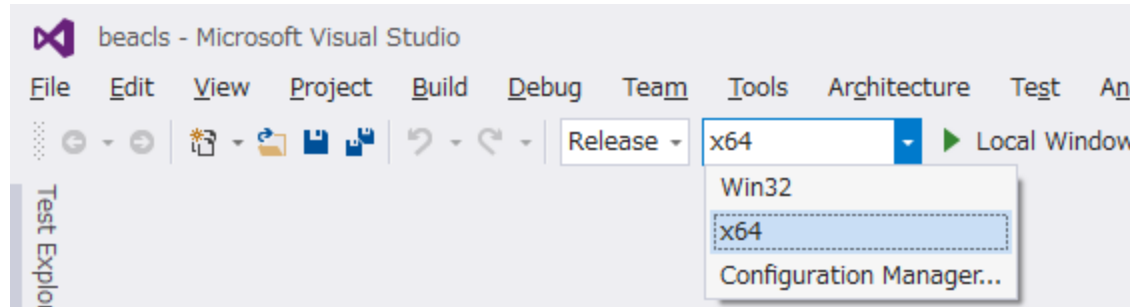 beacls - Microsoft Visual Studio
File Edit View Project Build Debug Team Tools Architecture Test An
Release x64 Local Window
Win32
x64
Configuration Manager...
Test Explo